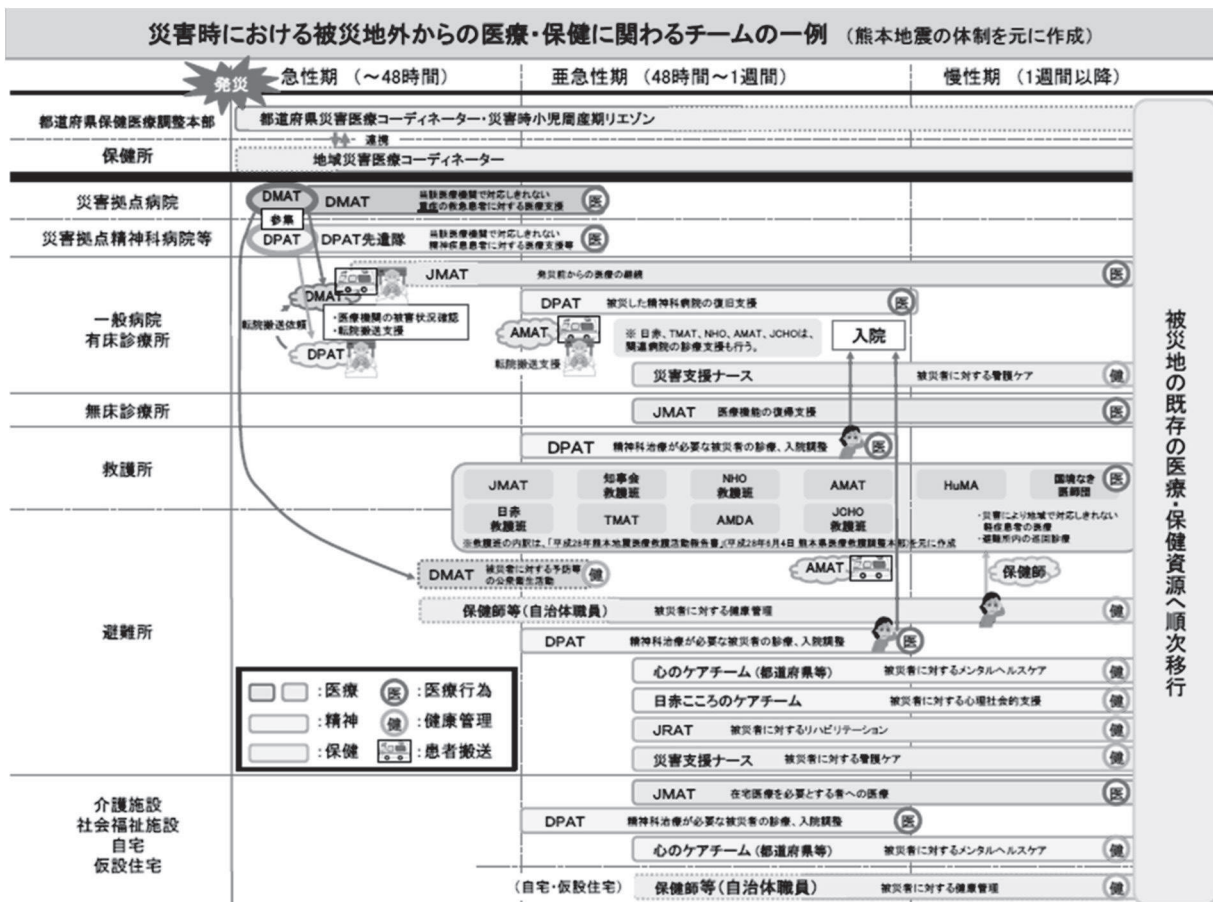 災害時における被災地外からの医療・保健に関わるチームの一例 (熊本地震の体制を元に作成)
発災
急性期 (～48時間)
亜急性期 (48時間～1週間)
慢性期 (1週間以降)
都道府県保健医療調整本部
都道府県災害医療コーディネーター・災害時小児周産期リエゾン
連携
保健所
地域災害医療コーディネーター
災害拠点病院
DMAT
DMAT
当該医療機関で対応しきれない
重症の救急患者に対する医療支援
医
参集
災害拠点精神科病院等
DPAT
DPAT先遣隊
当該医療機関で対応しきれない
精神疾患患者に対する医療支援等
医
一般病院
有床診療所
JMAT
発災前からの医療の継続
医
DMAT
・医療機関の被害状況確認
・転院搬送支援
転院搬送依頼
DPAT
DPAT
被災した精神科病院の復旧支援
医
AMAT
転院搬送支援
※ 日赤、TMAT、NHO、AMAT、JCHOは、
関連病院の診療支援も行う。
入院
災害支援ナース
被災者に対する看護ケア
健
無床診療所
JMAT
医療機能の復帰支援
医
救護所
DPAT
精神科治療が必要な被災者の診療、入院調整
医
JMAT
知事会
救護班
NHO
救護班
AMAT
HuMA
国境なき
医師団
医
日赤
救護班
TMAT
AMDA
JCHO
救護班
・災害により地域で対応しきれない
軽症患者の医療
・避難所内の巡回診療
※救護班の内訳は、「平成28年熊本地震医療救護活動報告書」(平成28年6月4日 熊本県医療救護調整本部)を元に作成
避難所
DMAT
被災者に対する予防等
の公衆衛生活動
健
AMAT
保健師
保健師等(自治体職員)
被災者に対する健康管理
健
DPAT
精神科治療が必要な被災者の診療、入院調整
医
心のケアチーム(都道府県等)
被災者に対するメンタルヘルスケア
健
日赤こころのケアチーム
被災者に対する心理社会的支援
健
JRAT
被災者に対するリハビリテーション
健
災害支援ナース
被災者に対する看護ケア
健
:医療
医
:医療行為
:精神
健
:健康管理
:保健
:患者搬送
介護施設
社会福祉施設
自宅
仮設住宅
JMAT
在宅医療を必要とする者への医療
医
DPAT
精神科治療が必要な被災者の診療、入院調整
医
心のケアチーム(都道府県等)
被災者に対するメンタルヘルスケア
健
(自宅・仮設住宅)
保健師等(自治体職員)
被災者に対する健康管理
健
被災地の既存の医療・保健資源へ順次移行